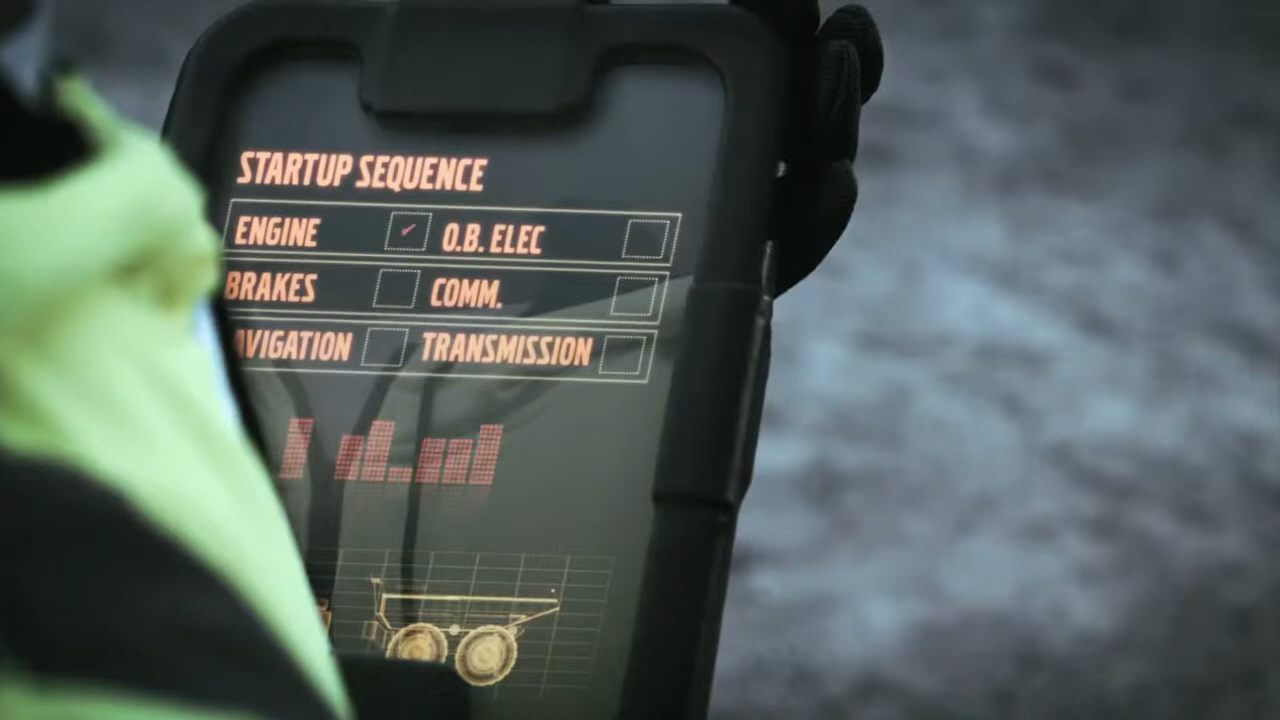 STARTUP SEQUENCE
ENGINE ✓ O.B. ELEC
BRAKES COMM.
AVIGATION TRANSMISSION